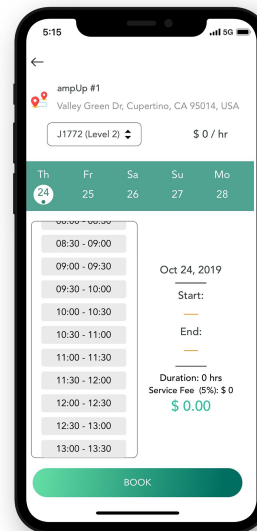 5:15
5G
ampUp #1
Valley Green Dr, Cupertino, CA 95014, USA
J1772 (Level 2)
$ 0 / hr
Th Fr Sa Su Mo
24 25 26 27 28
08:00 - 08:30
08:30 - 09:00
09:00 - 09:30
09:30 - 10:00
10:00 - 10:30
10:30 - 11:00
11:00 - 11:30
11:30 - 12:00
12:00 - 12:30
12:30 - 13:00
13:00 - 13:30
Oct 24, 2019
Start:
End:
Duration: 0 hrs
Service Fee (5%): $ 0
$ 0.00
BOOK